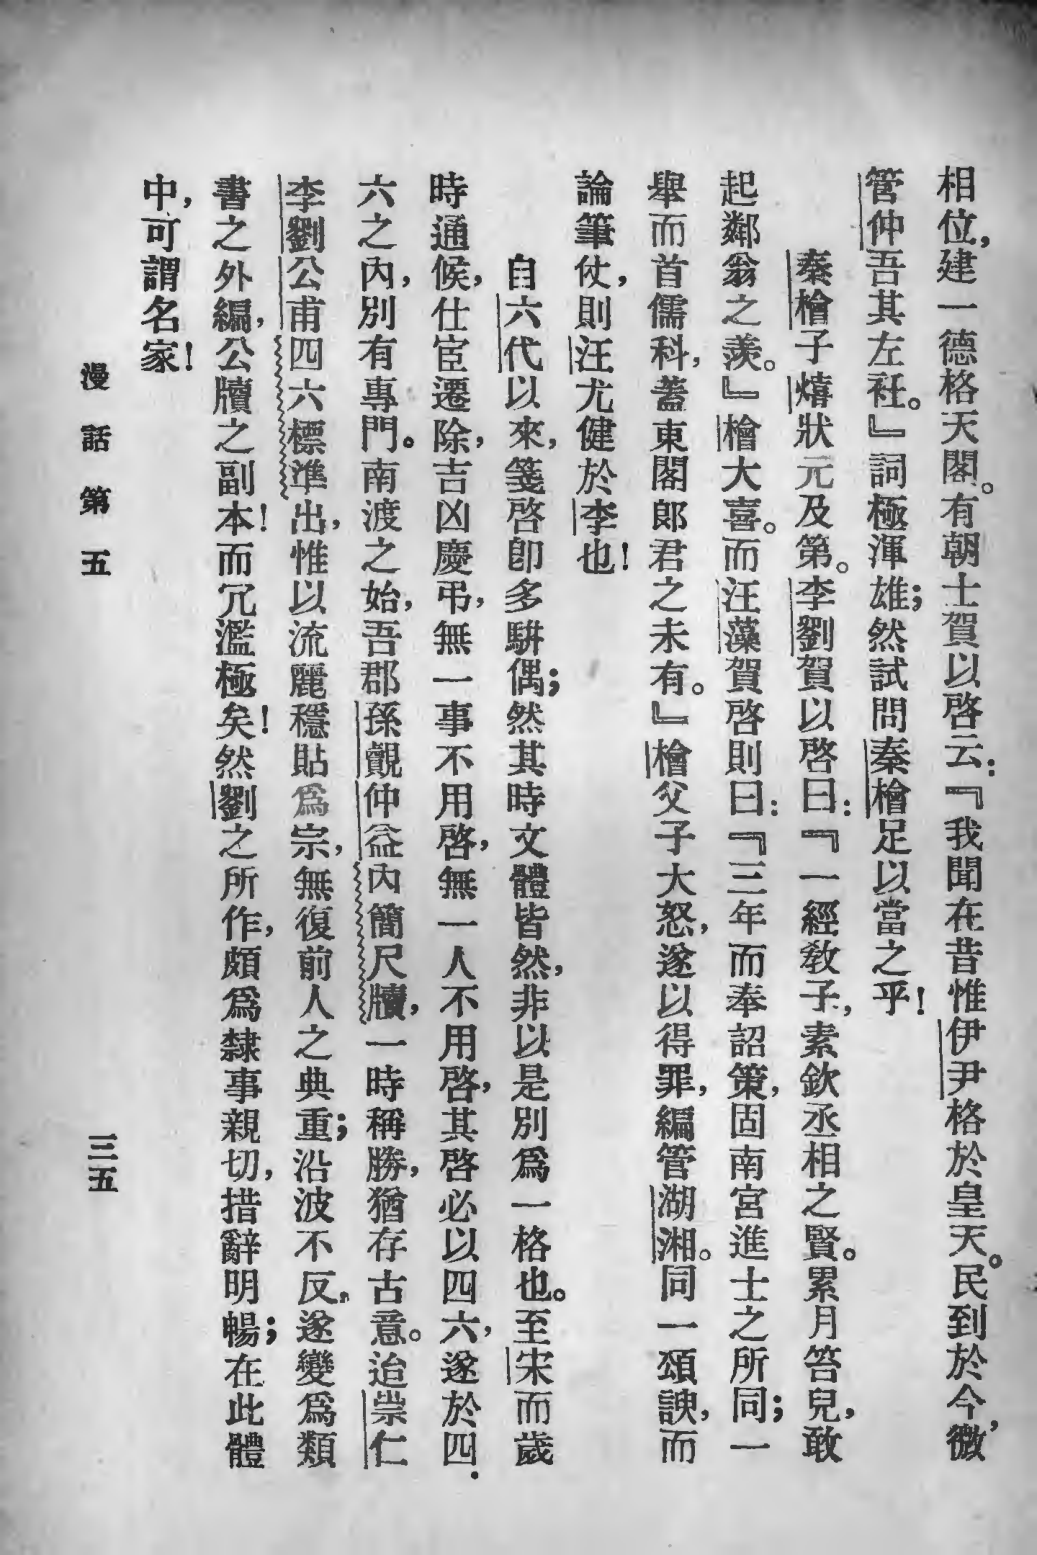 相位，建一德格天閣。有朝士賀以啓云：『我聞在昔惟伊尹格於皇天。民到於今，微
管仲吾其左衽。』詞極渾雄；然試問秦檜足以當之乎！
秦檜子熺狀元及第。李劉賀以啓曰：『一經敎子，素欽丞相之賢。累月笞兒，敢
起鄰翁之羨。』檜大喜。而汪藻賀啓則曰：『三年而奉詔策，固南宮進士之所同；一
舉而首儒科，蓋東閣郎君之未有。』檜父子大怒，遂以得罪，編管湖湘。同一頌諛，而
論筆仗，則汪尤健於李也！
自六代以來，箋啓卽多駢偶；然其時文體皆然，非以是別爲一格也。至宋而歲
時通候，仕宦遷除，吉凶慶弔，無一事不用啓，無一人不用啓，其啓必以四六，遂於四
六之內，別有專門。南渡之始，吾郡孫覿仲益內簡尺牘，一時稱勝，猶存古意。迨崇仁
李劉公甫四六標準出，惟以流麗穩貼爲宗，無復前人之典重；沿波不反，遂變爲類
書之外編，公牘之副本！而冗濫極矣！然劉之所作，頗爲隸事親切，措辭明暢；在此體
中，可謂名家！
漫話第五
三五